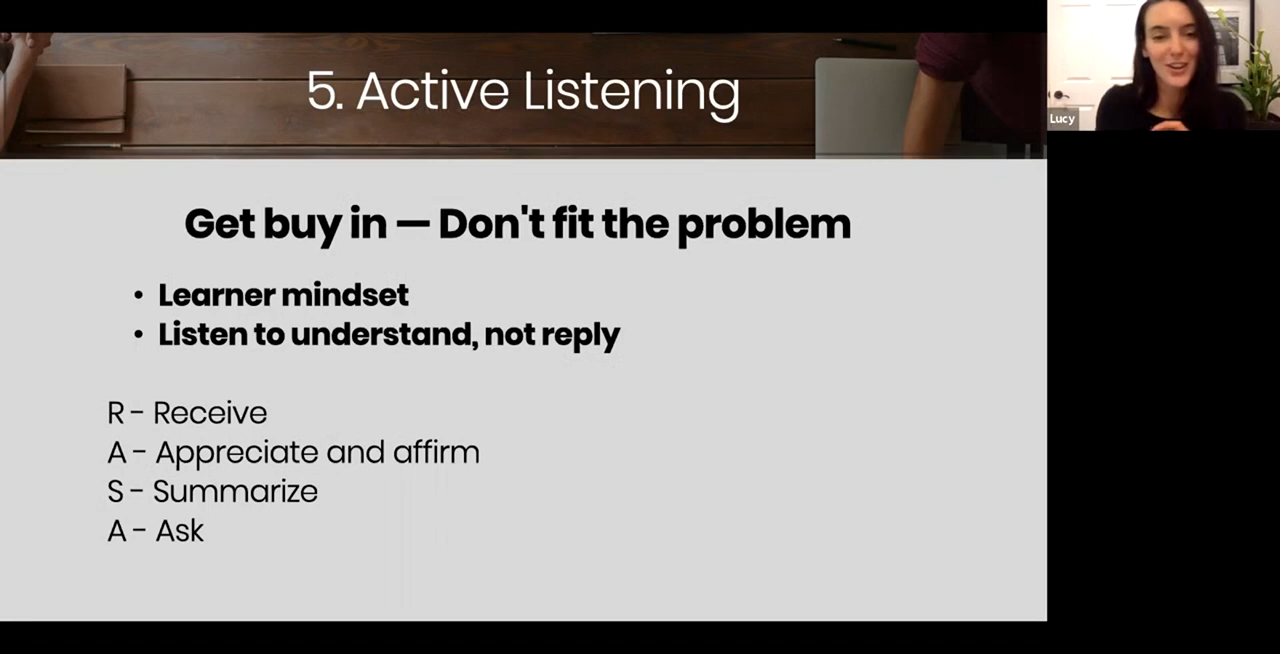 5. Active Listening
Lucy
Get buy in — Don't fit the problem
• Learner mindset
• Listen to understand, not reply
R - Receive
A - Appreciate and affirm
S - Summarize
A - Ask